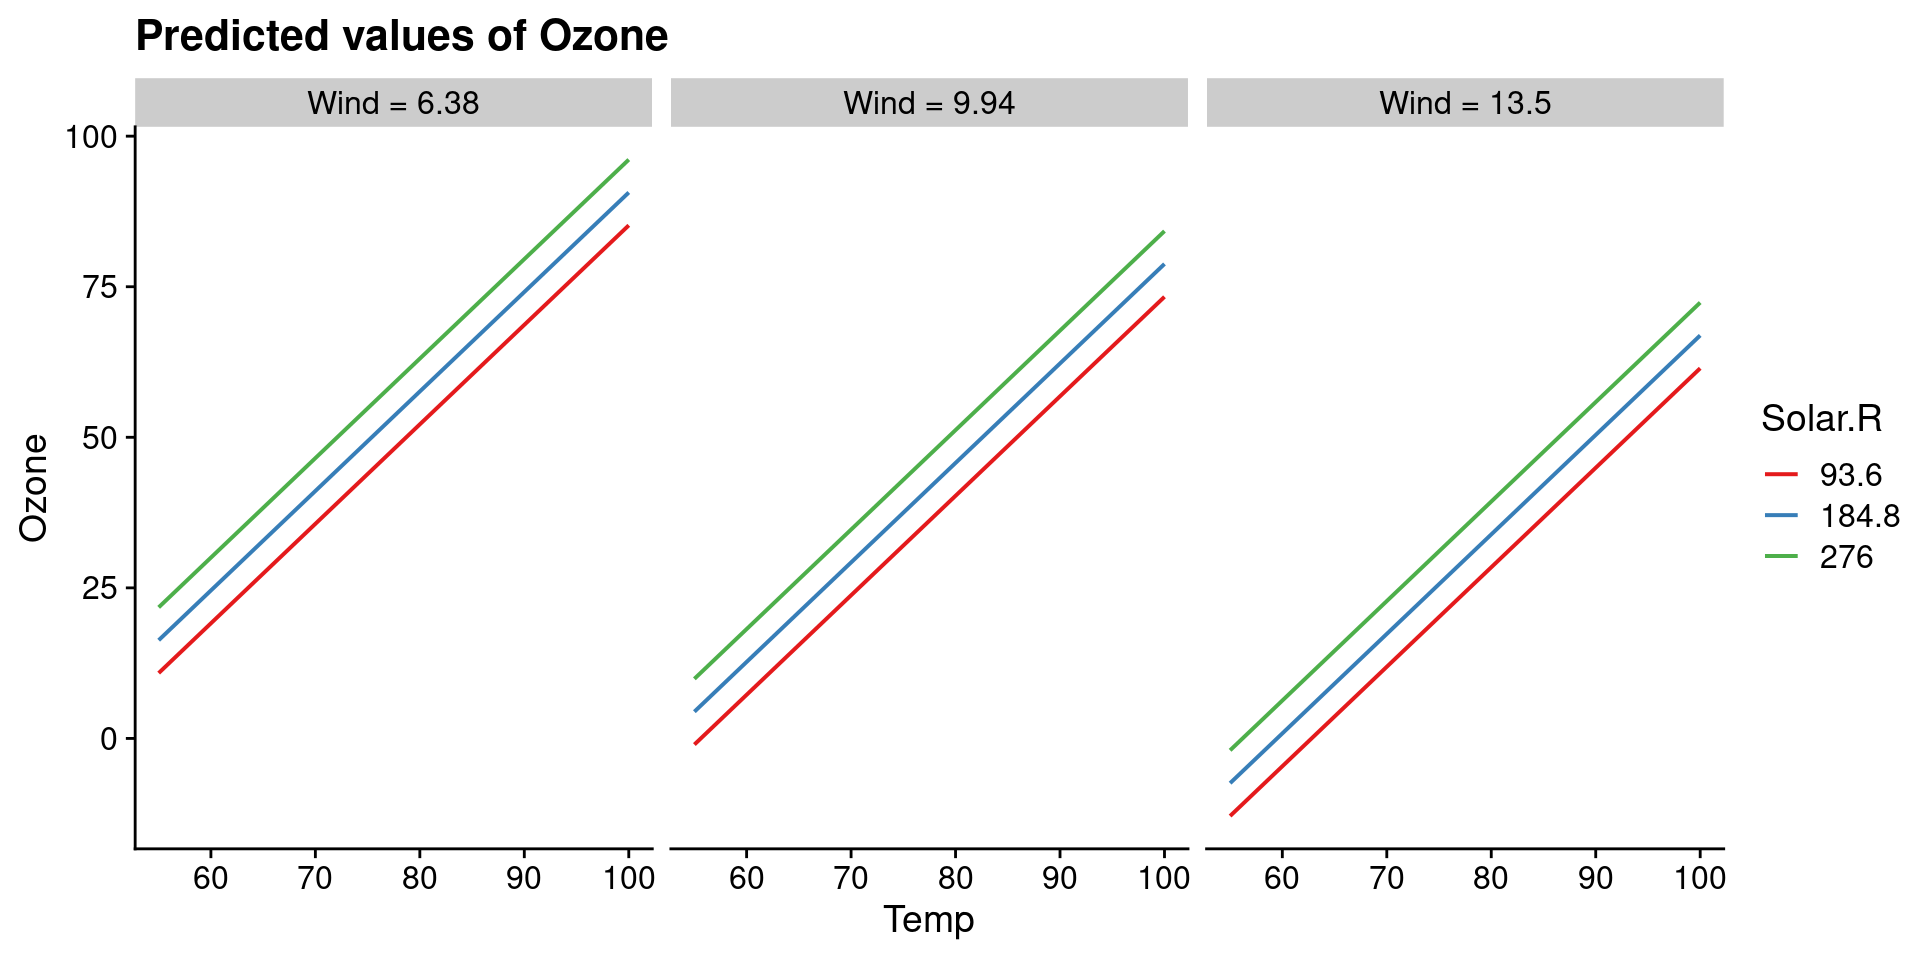 Predicted values of Ozone
Wind = 6.38
Wind = 9.94
Wind = 13.5
100
75
50
25
0
Ozone
60 70 80 90 100
60 70 80 90 100
60 70 80 90 100
Temp
Solar.R
93.6
184.8
276